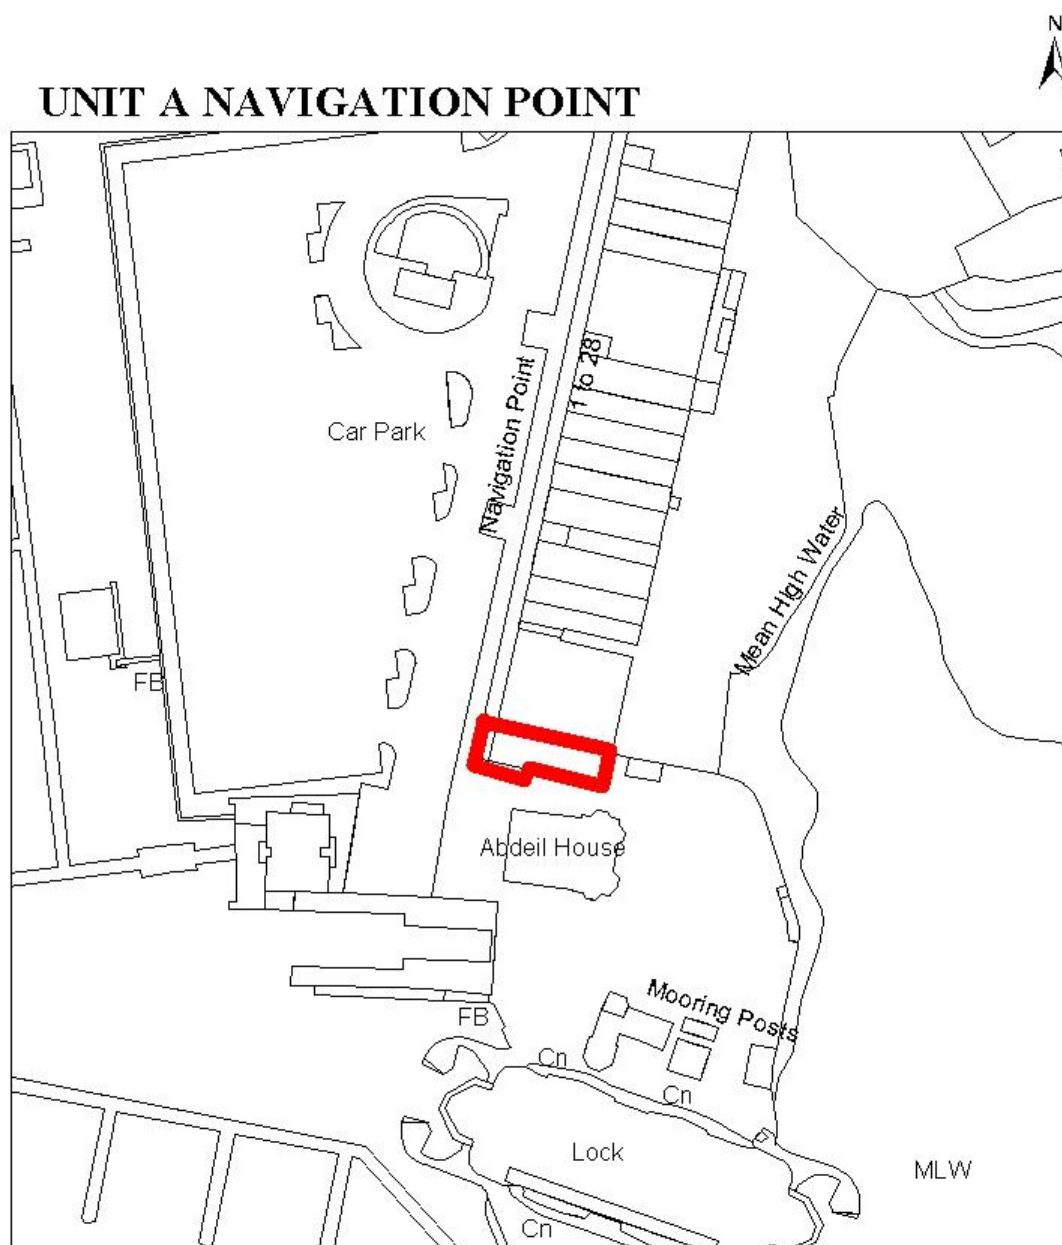 N
UNIT A NAVIGATION POINT
1 to 28
Navigation Point
Car Park
Mean High Water
FB
Abdeil House
Mooring Posts
FB
Cn
Cn
Lock
MLW
Cn